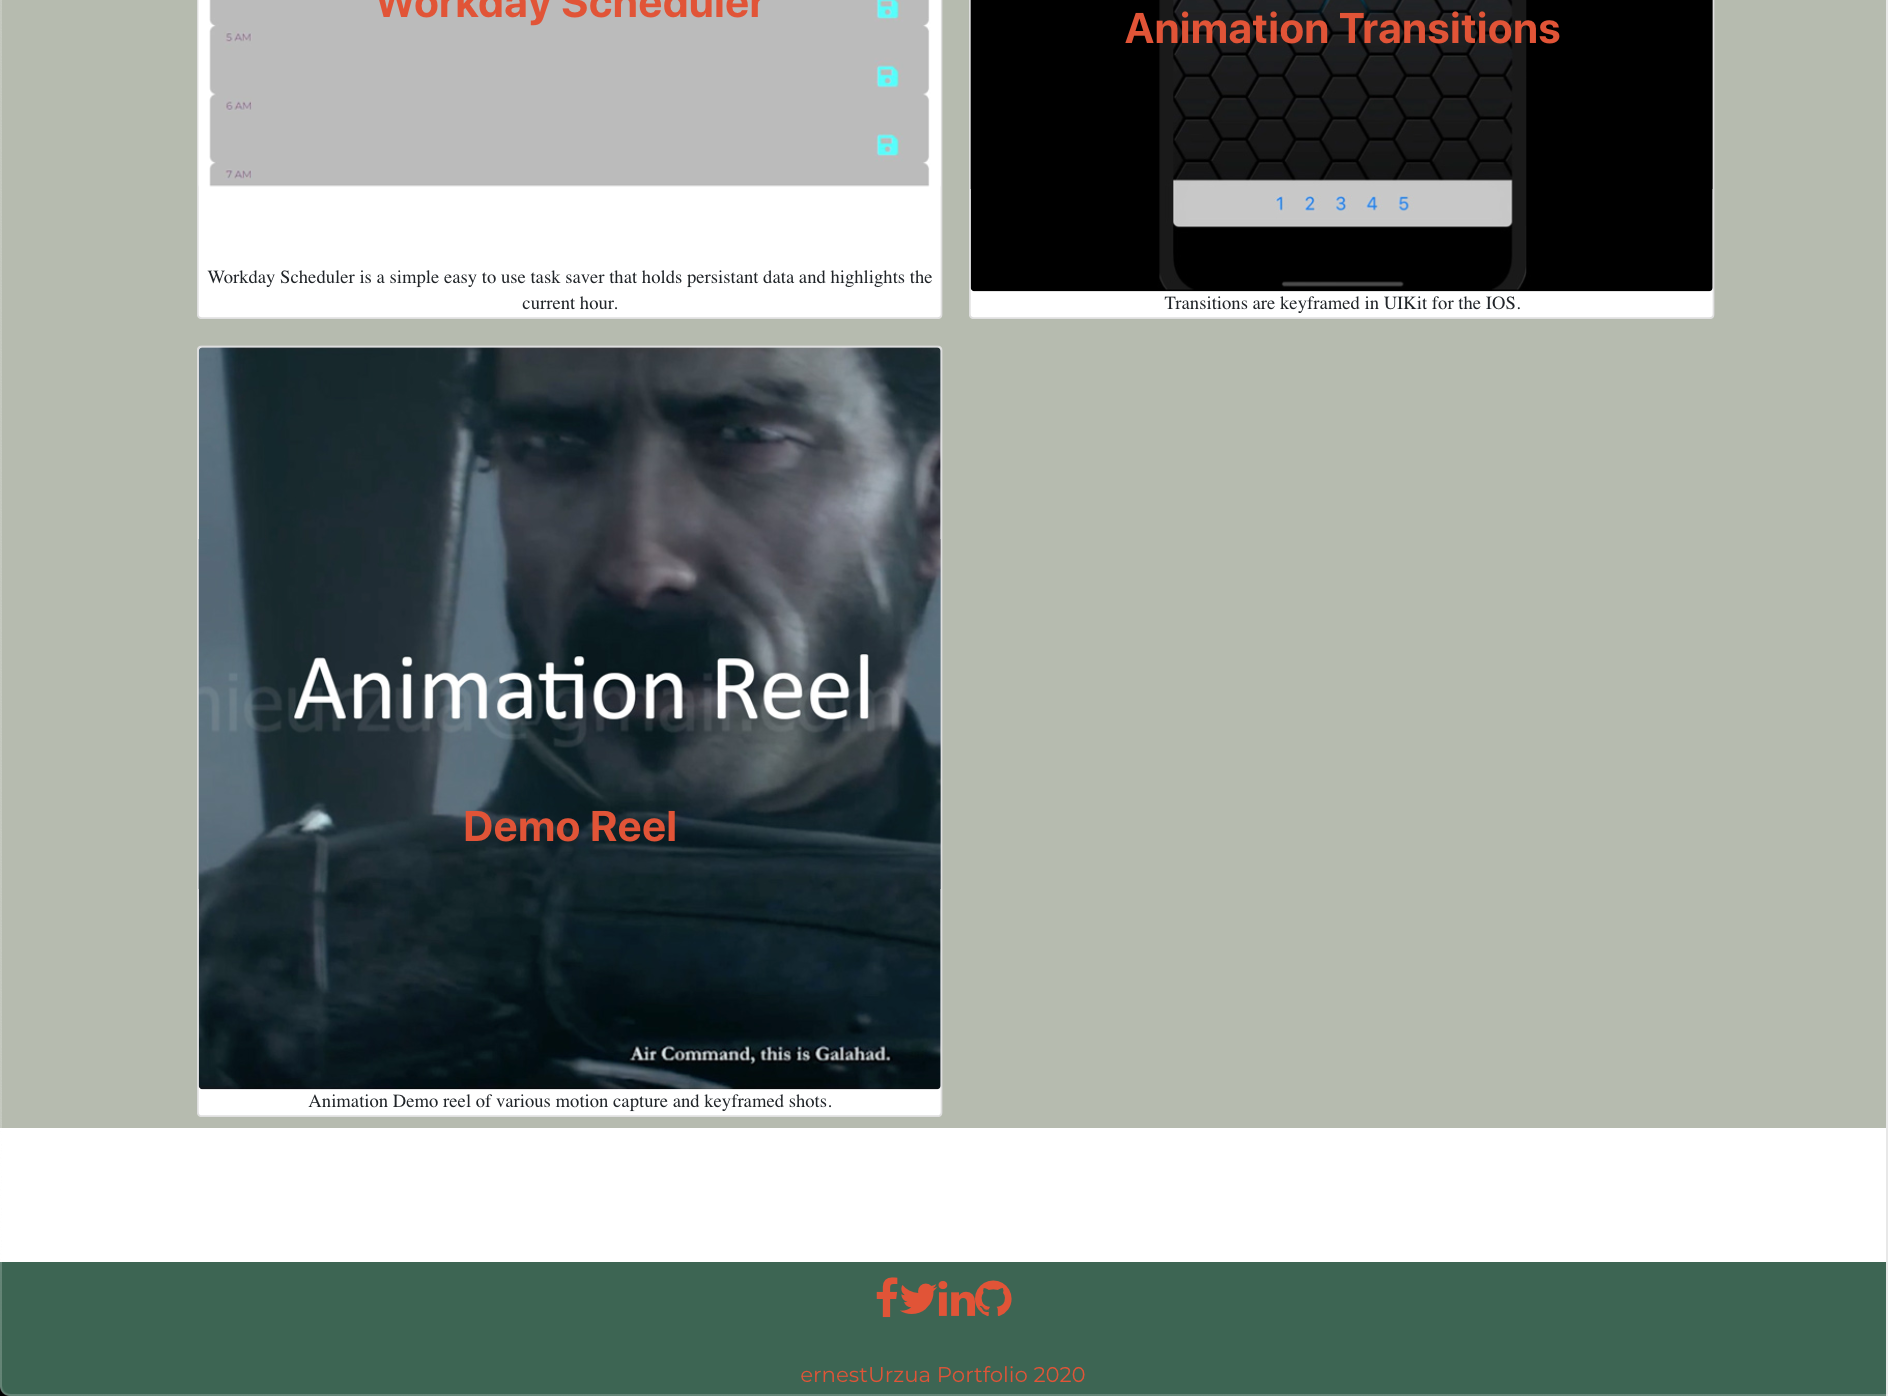 Workday Scheduler
5 AM
6 AM
7 AM
Workday Scheduler is a simple easy to use task saver that holds persistant data and highlights the
current hour.
Animation Transitions
1 2 3 4 5
Transitions are keyframed in UIKit for the IOS.
Animation Reel
nieurzua@gmail.com
Demo Reel
Air Command, this is Galahad.
Animation Demo reel of various motion capture and keyframed shots.
ernestUrzua Portfolio 2020